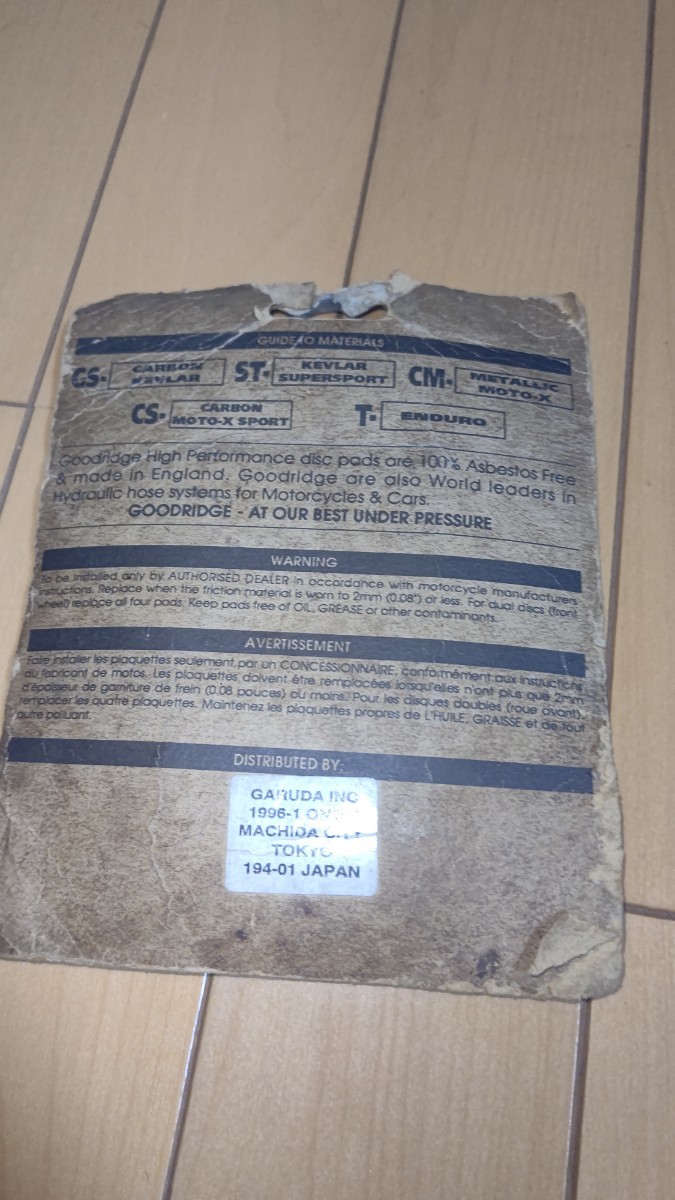 GUIDE TO MATERIALS
GS- CARBON KEVLAR ST- KEVLAR SUPERSPORT CM- METALLIC MOTO-X
CS- CARBON MOTO-X SPORT T- ENDURO
Goodridge High Performance disc pads are 100% Asbestos Free
& made in England. Goodridge are also World leaders in
Hydraulic hose systems for Motorcycles & Cars.
GOODRIDGE - AT OUR BEST UNDER PRESSURE
WARNING
To be installed only by AUTHORISED DEALER in accordance with motorcycle manufacturers
instructions. Replace when the friction material is worn to 2mm (0.08") or less. For dual discs (front
wheel) replace all four pads. Keep pads free of OIL, GREASE or other contaminants.
AVERTISSEMENT
Faire installer les plaquettes seulement par un CONCESSIONNAIRE, conformément aux instructions
du fabricant de motos. Les plaquettes doivent être remplacées lorsqu'elles n'ont plus que 2mm
d'épaisseur de garniture de frein (0.08 pouces) ou moins. Pour les disques doubles (roue avant),
remplacer les quatre plaquettes. Maintenez les plaquettes propres de L'HUILE, GRAISSE et de tout
autre polluant.
DISTRIBUTED BY:
GARUDA INC
1996-1
MACHIDA
TOKYO
194-01 JAPAN